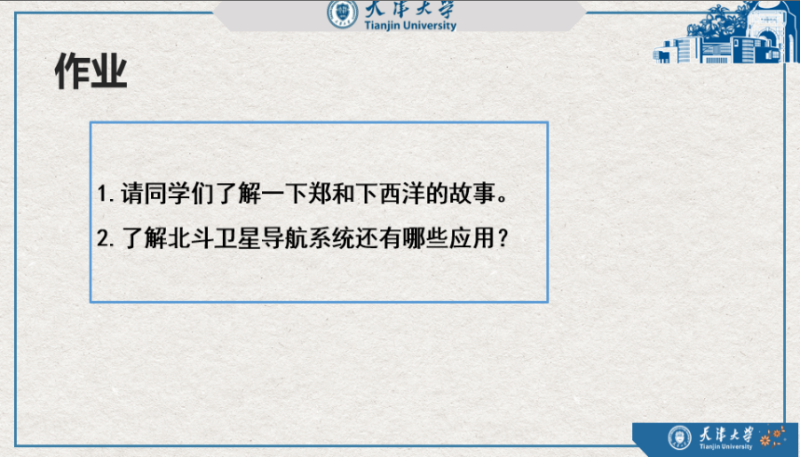 天津大学
Tianjin University
作业
1.请同学们了解一下郑和下西洋的故事。
2.了解北斗卫星导航系统还有哪些应用？
天津大学
Tianjin University